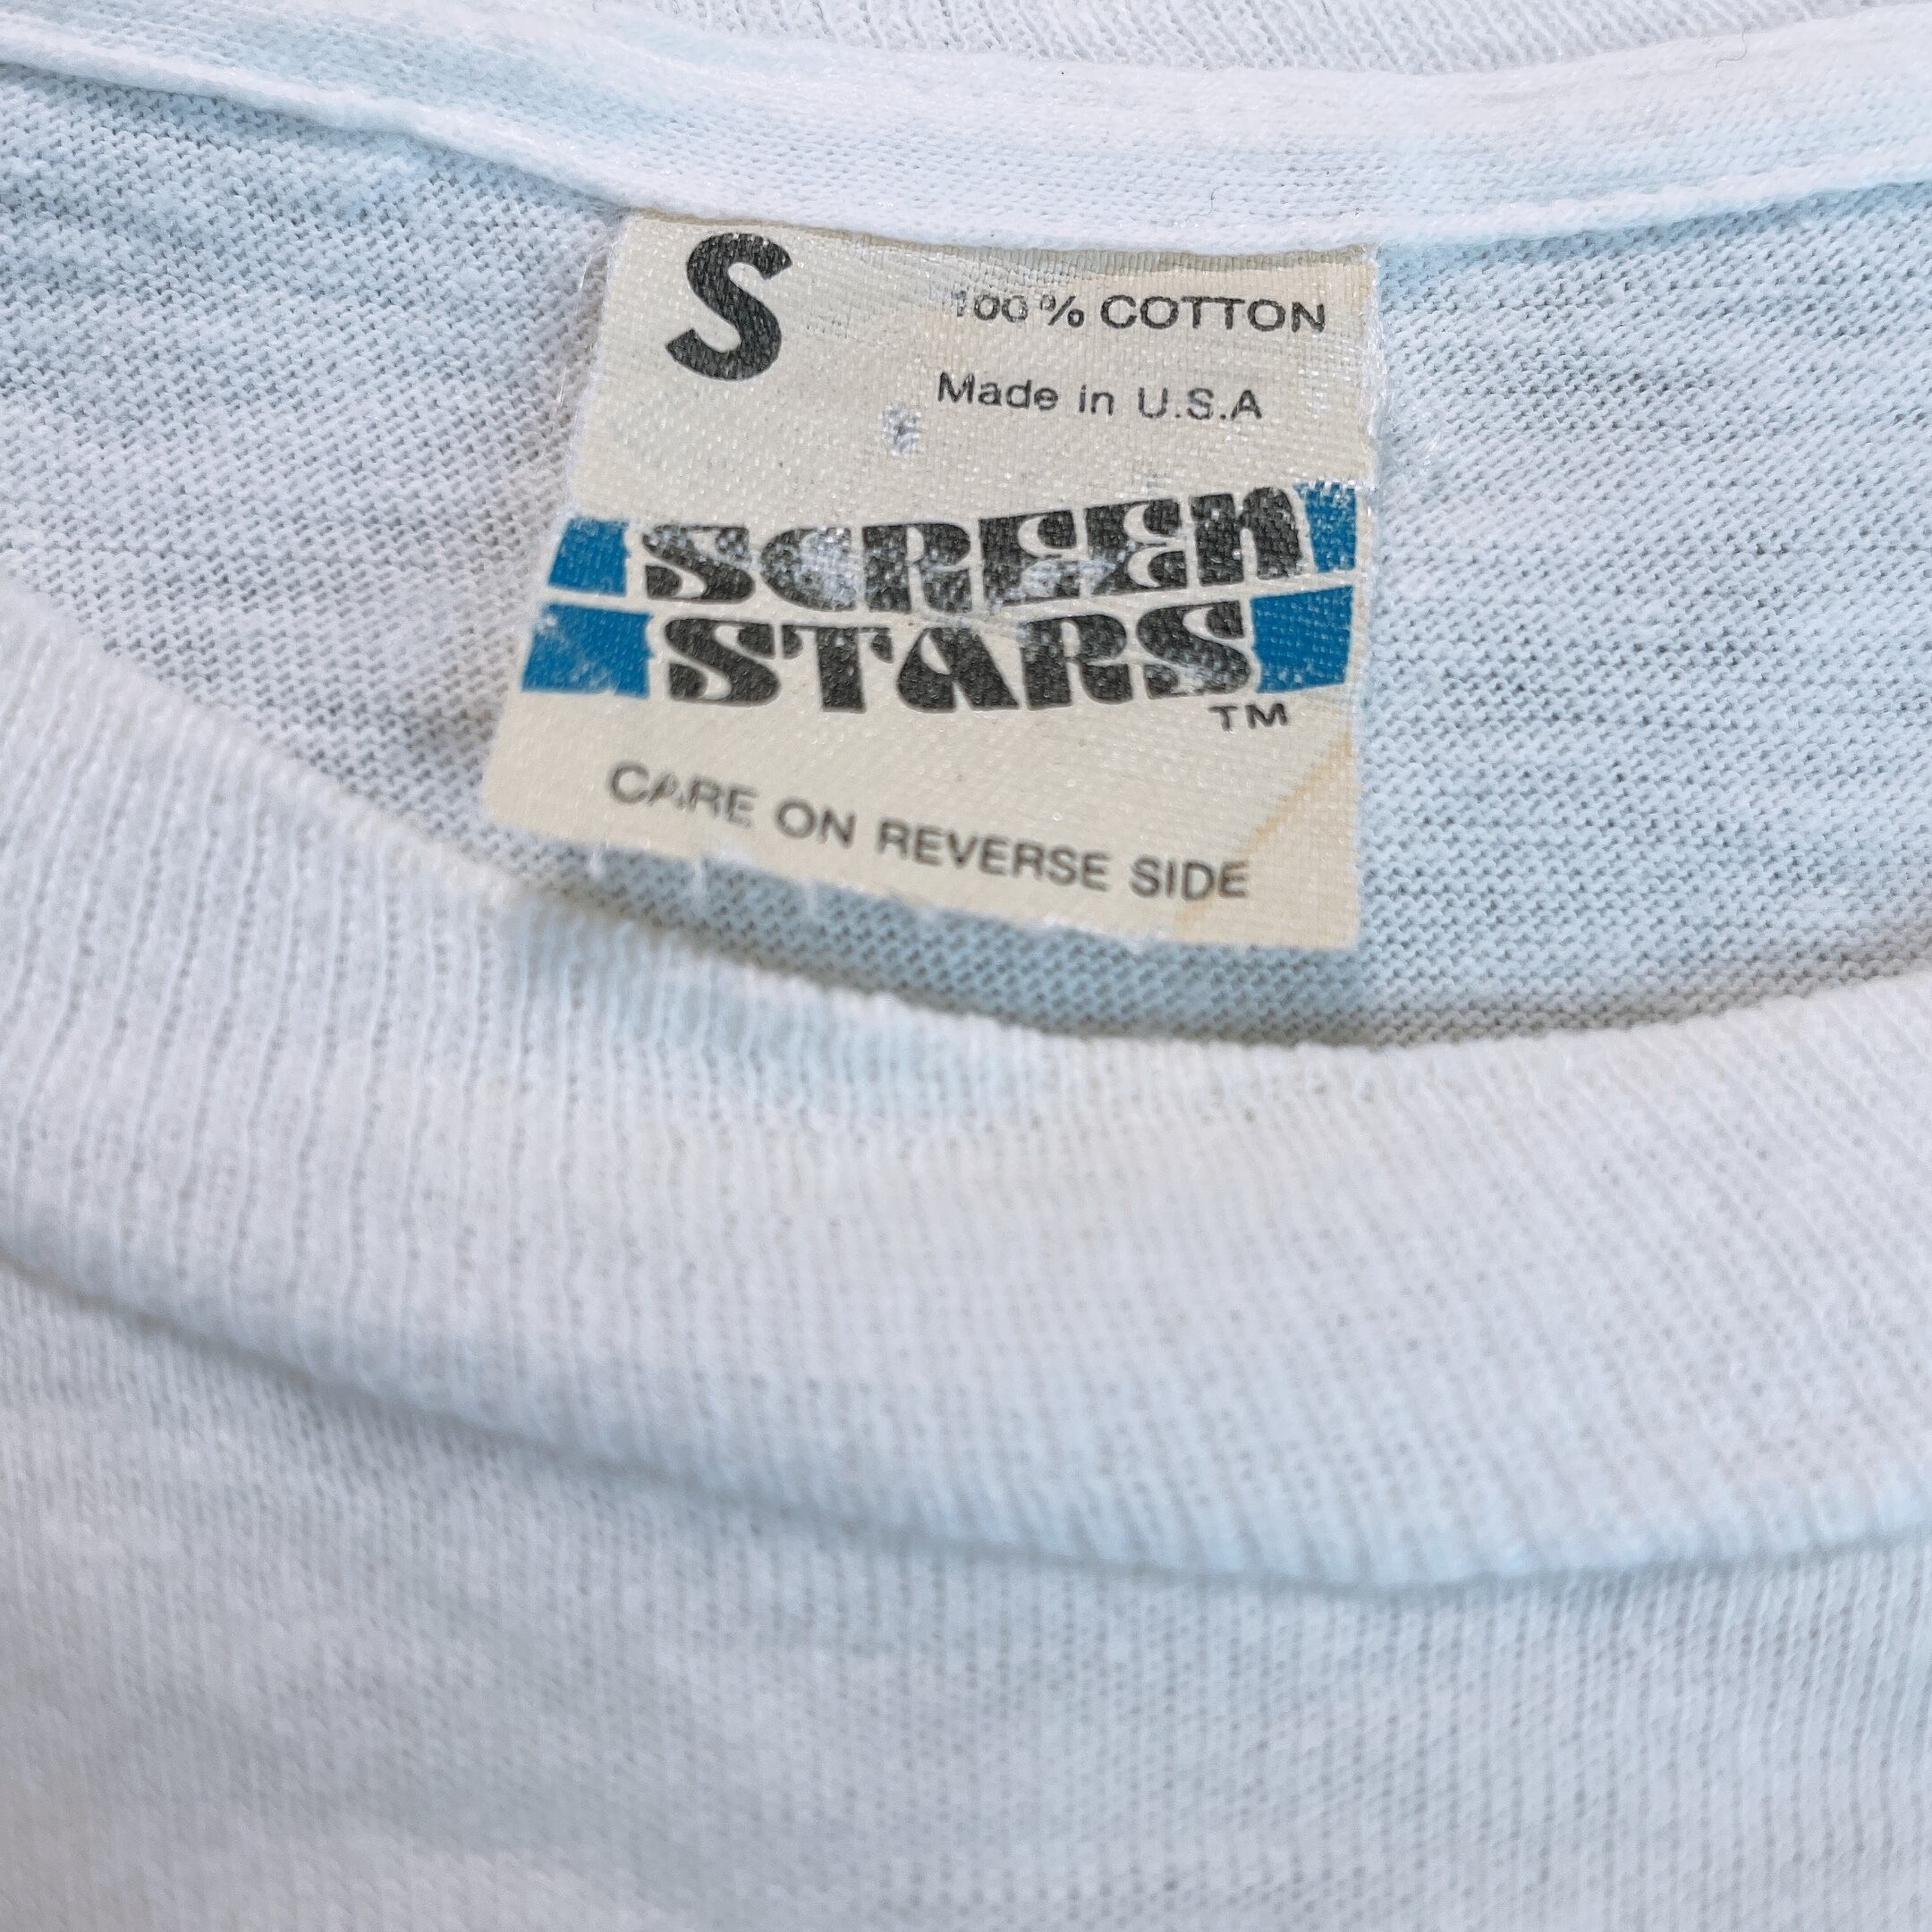 S
100% COTTON
Made in U.S.A
SCREEN
STARS
TM
CARE ON REVERSE SIDE